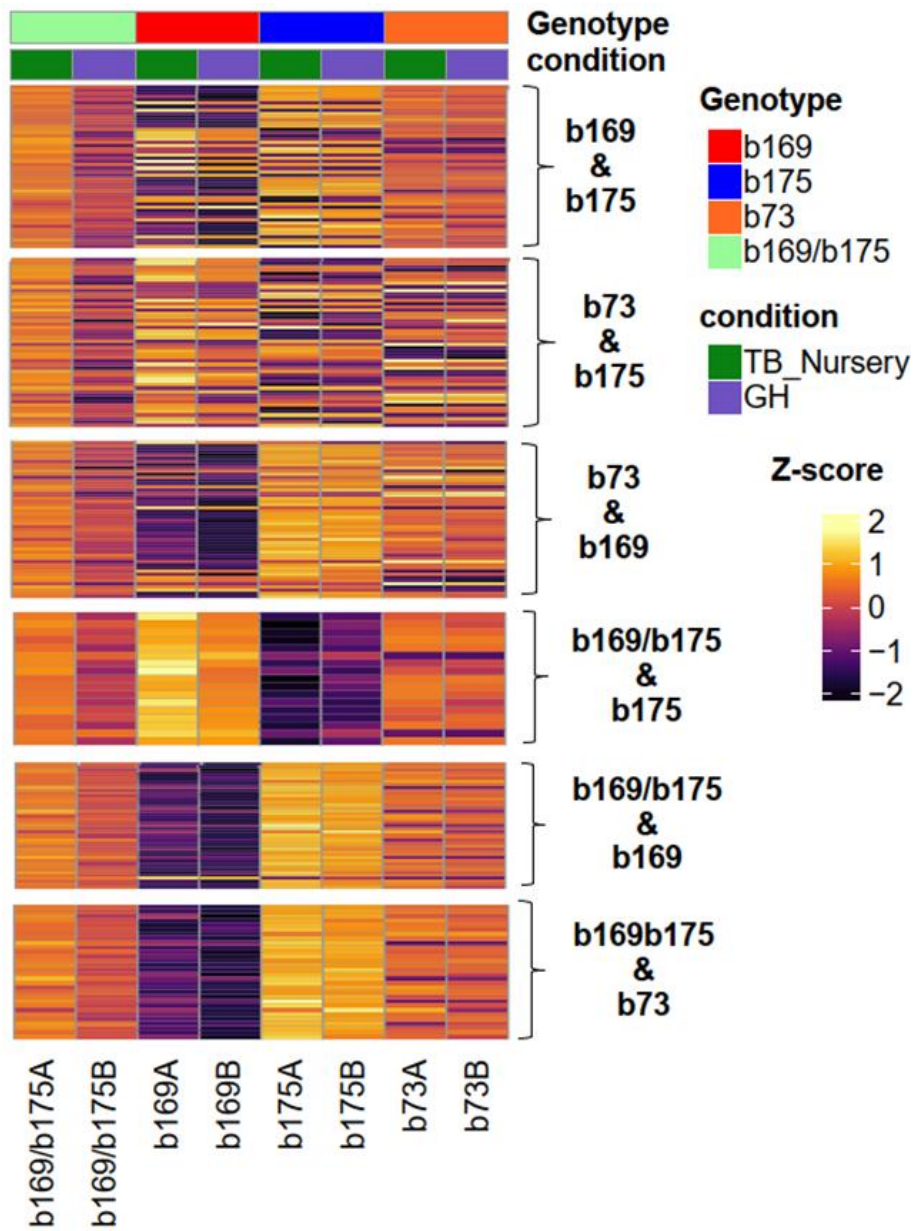 Genotype
condition
b169
&
b175
b73
&
b175
b73
&
b169
b169/b175
&
b175
b169/b175
&
b169
b169b175
&
b73
Genotype
b169
b175
b73
b169/b175
condition
TB_Nursery
GH
Z-score
2
1
0
−1
−2
b169/b175A
b169/b175B
b169A
b169B
b175A
b175B
b73A
b73B